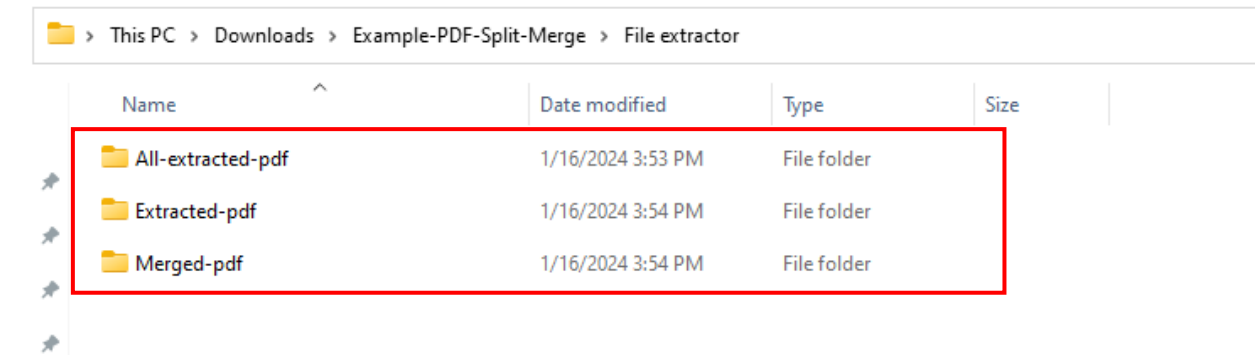 This PC > Downloads > Example-PDF-Split-Merge > File extractor
Name Date modified Type Size
All-extracted-pdf 1/16/2024 3:53 PM File folder
Extracted-pdf 1/16/2024 3:54 PM File folder
Merged-pdf 1/16/2024 3:54 PM File folder